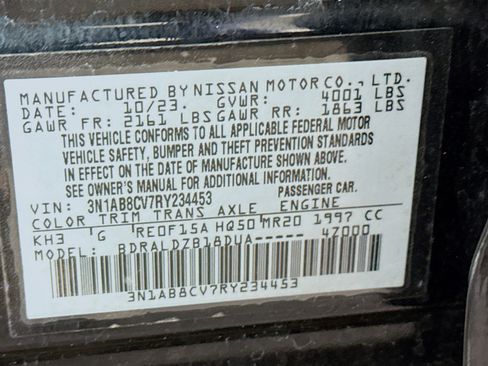 MANUFACTURED BY NISSAN MOTOR CO., LTD.
DATE: 10/23 GVWR: 4001 LBS
GAWR FR: 2161 LBS GAWR RR: 1863 LBS
THIS VEHICLE CONFORMS TO ALL APPLICABLE FEDERAL MOTOR
VEHICLE SAFETY, BUMPER AND THEFT PREVENTION STANDARDS
IN EFFECT ON THE DATE OF MANUFACTURE SHOWN ABOVE.
SEE OWNER'S MANUAL FOR ADDITIONAL INFORMATION.
VIN: 3N1AB8CV7RY234453 PASSENGER CAR
COLOR TRIM TRANS AXLE ENGINE
KH3 G RE0F15A HQ50 MR20 1997 CC
MODEL: BDRALDZB18DUA----- 47000
3N1AB8CV7RY234453